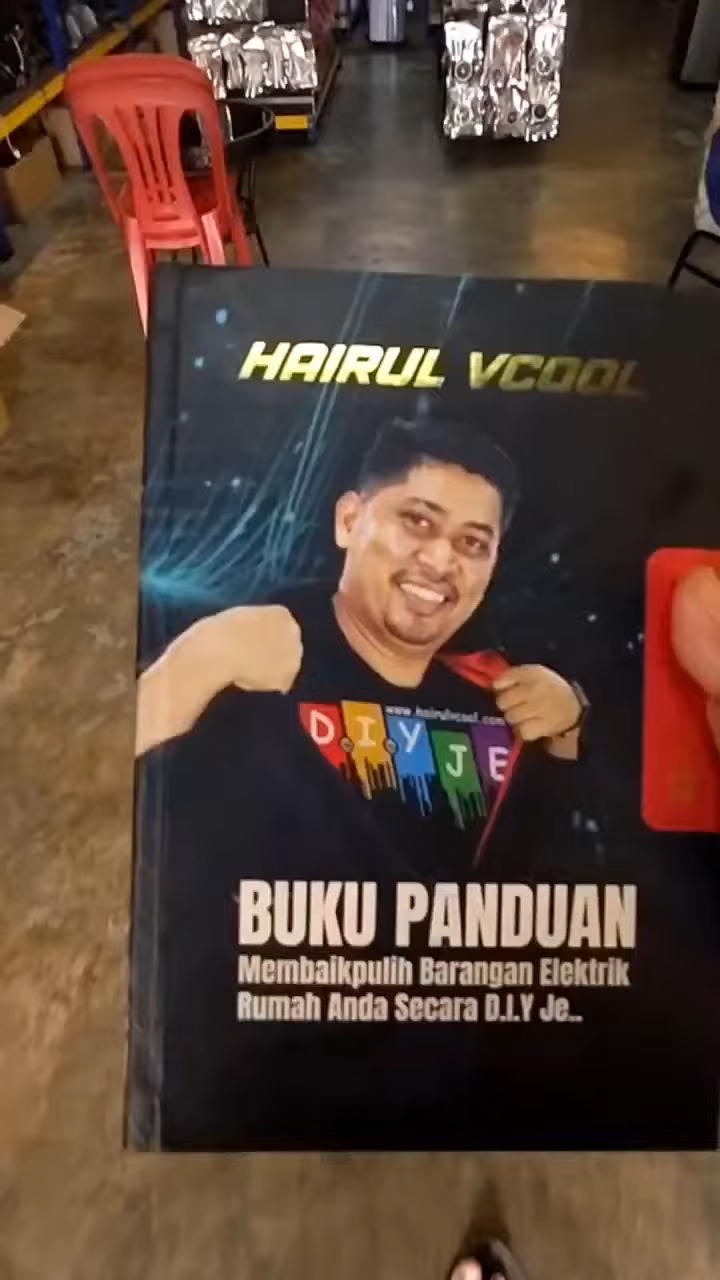 HAIRUL VCOOL
www.hairulvcool.com
D.I.Y JE
BUKU PANDUAN
Membaikpulih Barangan Elektrik
Rumah Anda Secara D.I.Y Je..